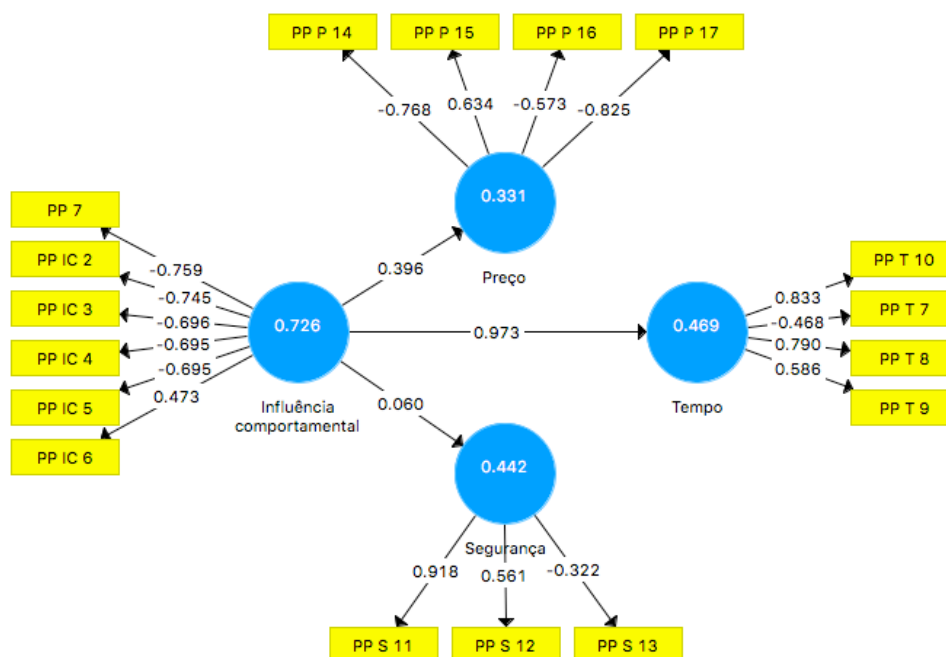 PP P 14
PP P 15
PP P 16
PP P 17
-0.768
0.634
-0.573
-0.825
0.331
Preço
PP 7
PP IC 2
PP IC 3
PP IC 4
PP IC 5
PP IC 6
-0.759
-0.745
-0.696
-0.695
-0.695
0.473
0.726
Influência
comportamental
0.396
0.973
0.060
0.469
Tempo
0.833
-0.468
0.790
0.586
PP T 10
PP T 7
PP T 8
PP T 9
0.442
Segurança
0.918
0.561
-0.322
PP S 11
PP S 12
PP S 13